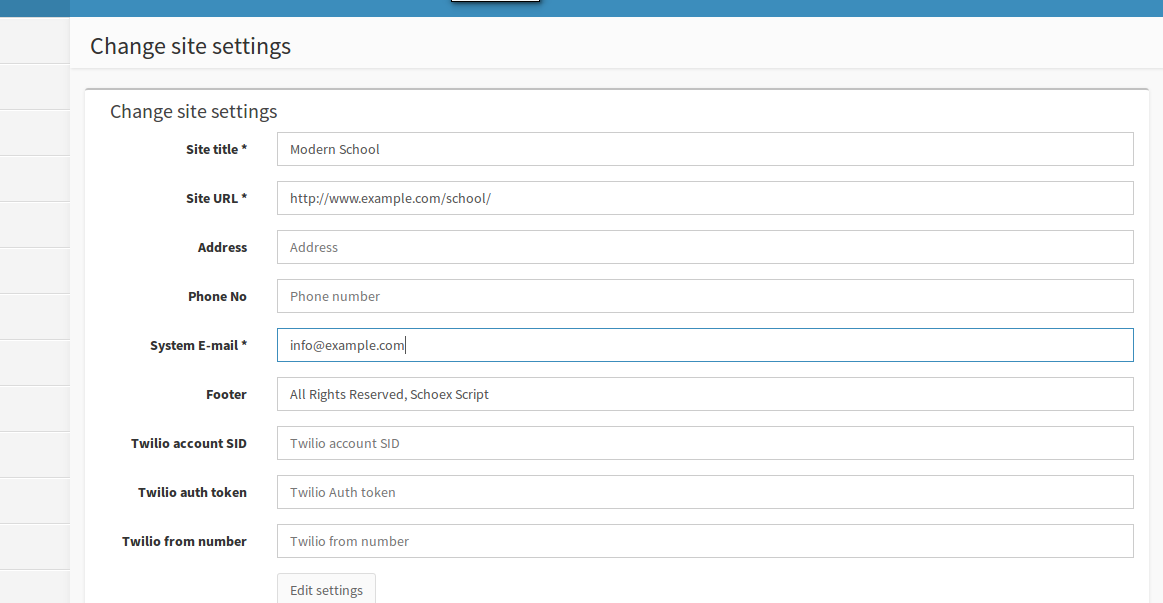 Change site settings
Change site settings
Site title * Modern School
Site URL * http://www.example.com/school/
Address Address
Phone No Phone number
System E-mail * info@example.com
Footer All Rights Reserved, Schoex Script
Twilio account SID Twilio account SID
Twilio auth token Twilio Auth token
Twilio from number Twilio from number
Edit settings